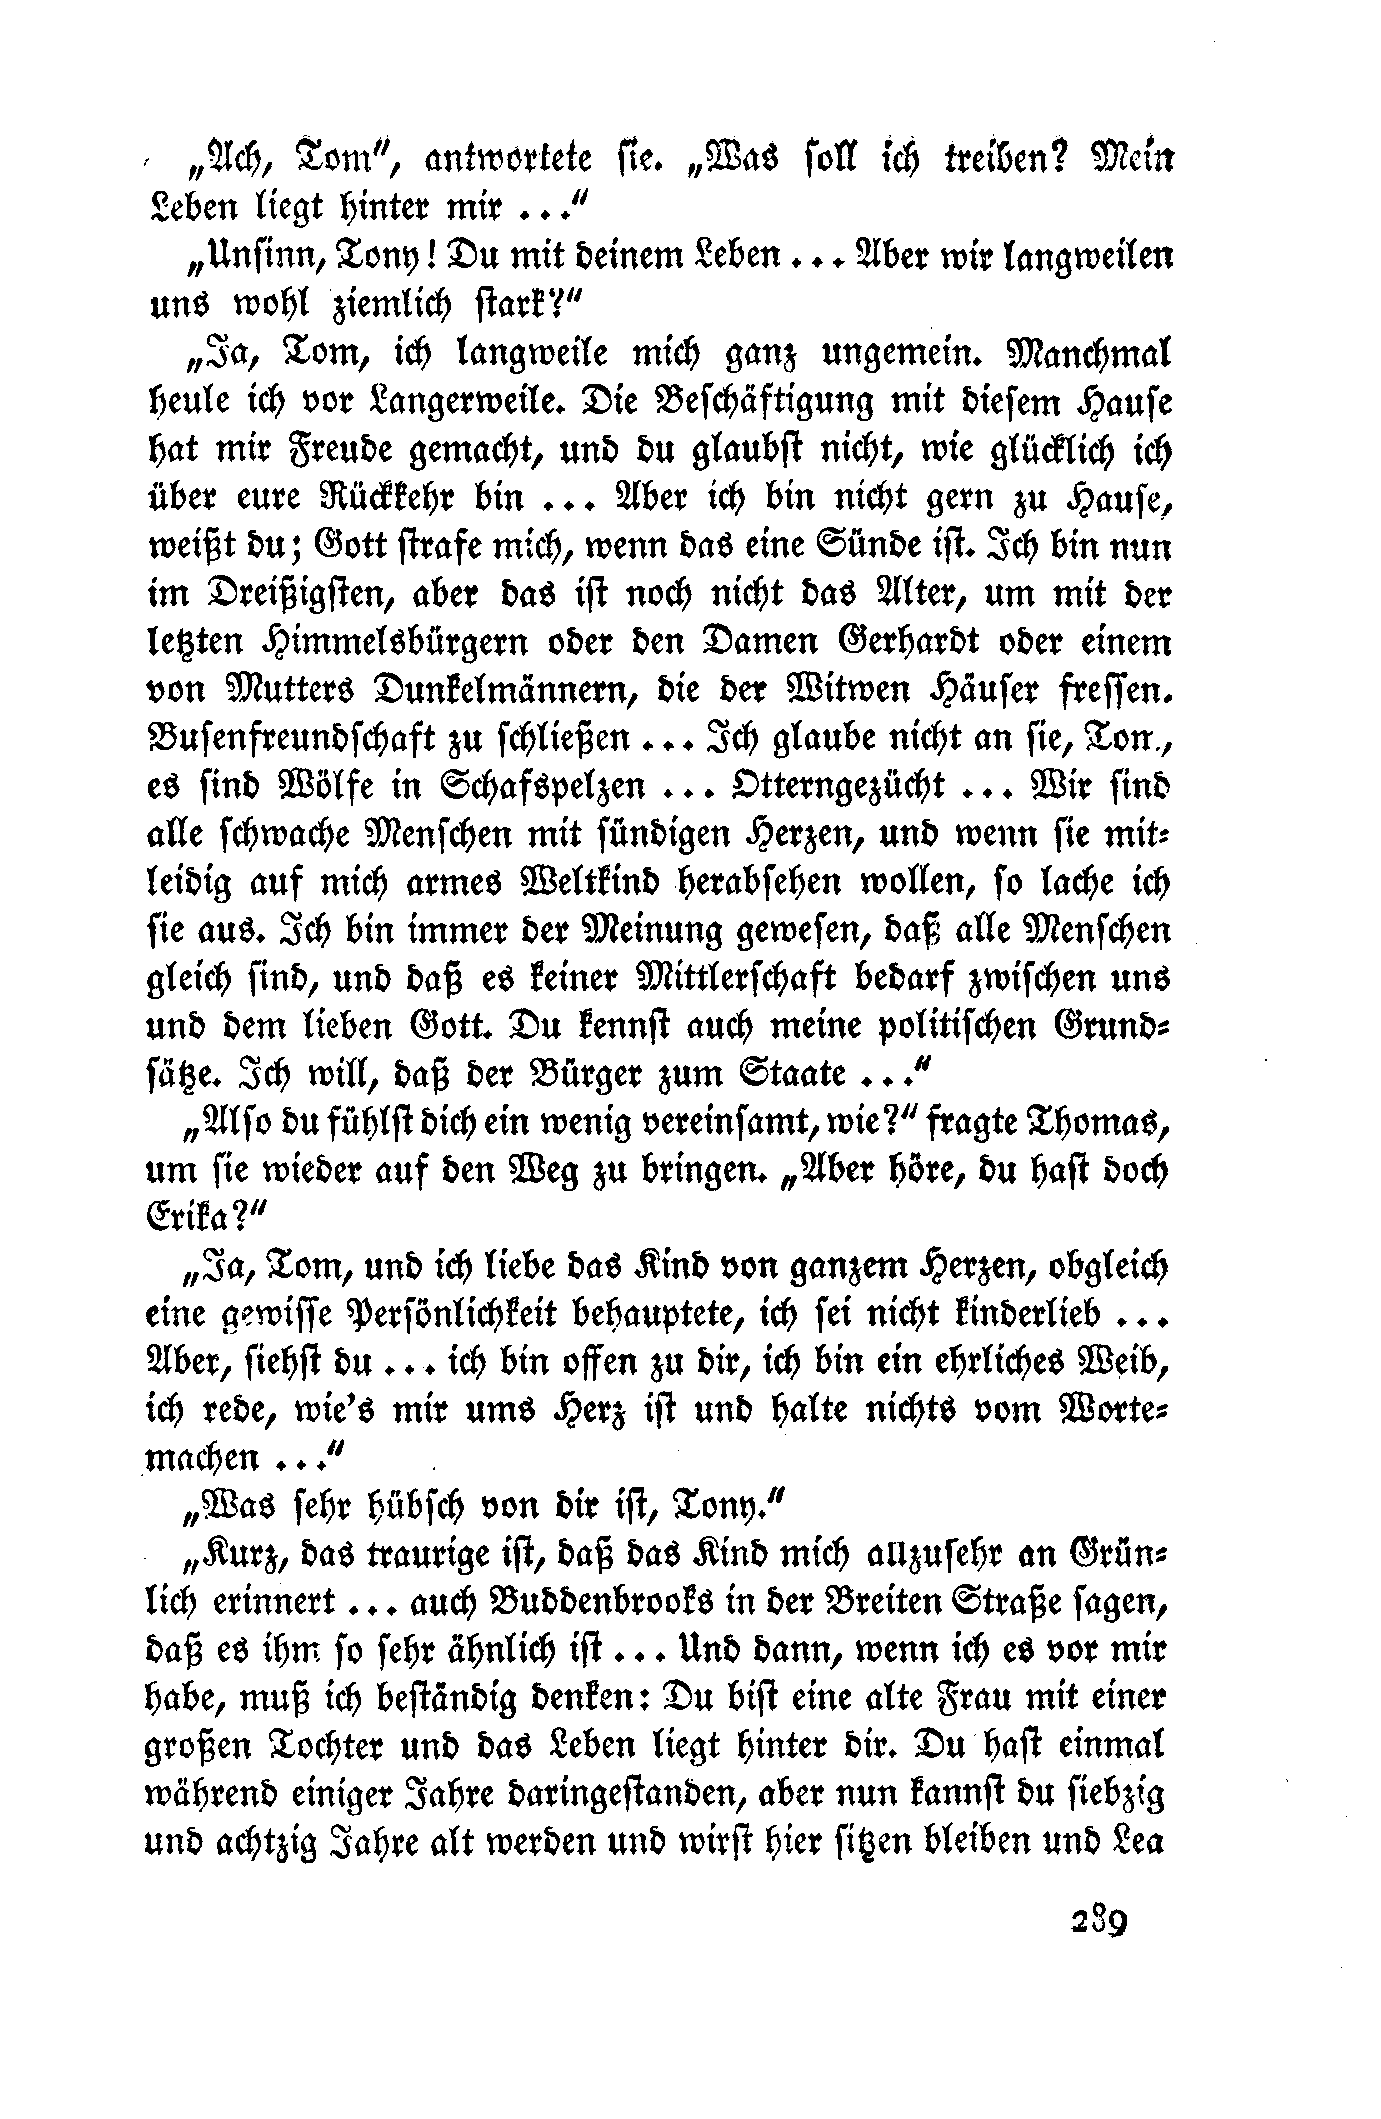 „Ach, Tom“, antwortete sie. „Was soll ich treiben? Mein
Leben liegt hinter mir ...“
„Unsinn, Tony! Du mit deinem Leben ... Aber wir langweilen
uns wohl ziemlich stark?“
„Ja, Tom, ich langweile mich ganz ungemein. Manchmal
heule ich vor Langerweile. Die Beschäftigung mit diesem Hause
hat mir Freude gemacht, und du glaubst nicht, wie glücklich ich
über eure Rückkehr bin ... Aber ich bin nicht gern zu Hause,
weißt du; Gott strafe mich, wenn das eine Sünde ist. Ich bin nun
im Dreißigsten, aber das ist noch nicht das Alter, um mit der
letzten Himmelsbürgern oder den Damen Gerhardt oder einem
von Mutters Dunkelmännern, die der Witwen Häuser fressen.
Busenfreundschaft zu schließen ... Ich glaube nicht an sie, Tom,
es sind Wölfe in Schafspelzen ... Otterngezücht ... Wir sind
alle schwache Menschen mit sündigen Herzen, und wenn sie mit-
leidig auf mich armes Weltkind herabsehen wollen, so lache ich
sie aus. Ich bin immer der Meinung gewesen, daß alle Menschen
gleich sind, und daß es keiner Mittlerschaft bedarf zwischen uns
und dem lieben Gott. Du kennst auch meine politischen Grund-
sätze. Ich will, daß der Bürger zum Staate ...“
„Also du fühlst dich ein wenig vereinsamt, wie?“ fragte Thomas,
um sie wieder auf den Weg zu bringen. „Aber höre, du hast doch
Erika?“
„Ja, Tom, und ich liebe das Kind von ganzem Herzen, obgleich
eine gewisse Persönlichkeit behauptete, ich sei nicht kinderlieb ...
Aber, siehst du ... ich bin offen zu dir, ich bin ein ehrliches Weib,
ich rede, wie's mir ums Herz ist und halte nichts vom Worte-
machen ...“
„Was sehr hübsch von dir ist, Tony.“
„Kurz, das traurige ist, daß das Kind mich allzusehr an Grün-
lich erinnert ... auch Buddenbrooks in der Breiten Straße sagen,
daß es ihm so sehr ähnlich ist ... Und dann, wenn ich es vor mir
habe, muß ich beständig denken: Du bist eine alte Frau mit einer
großen Tochter und das Leben liegt hinter dir. Du hast einmal
während einiger Jahre daringestanden, aber nun kannst du siebzig
und achtzig Jahre alt werden und wirst hier sitzen bleiben und Lea
289